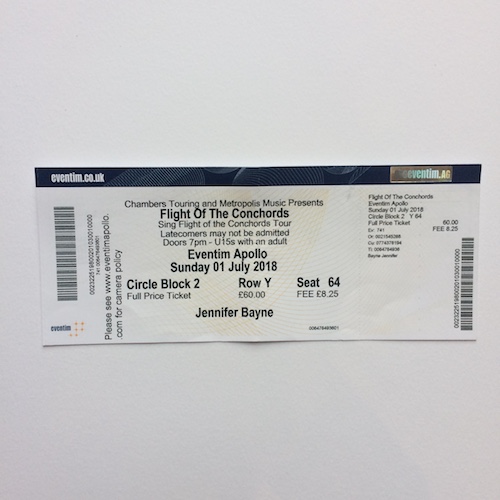 eventim.co.uk
eventim.AG
Chambers Touring and Metropolis Music Presents
Flight Of The Conchords
Sing Flight of the Conchords Tour
Latecomers may not be admitted
Doors 7pm - U15s with an adult
Eventim Apollo
Sunday 01 July 2018
Circle Block 2 Row Y Seat 64
Full Price Ticket £60.00 FEE £8.25
Jennifer Bayne
eventim
Please see www.eventimapollo.
.com for camera policy
Flight Of The Conchords
Eventim Apollo
Sunday 01 July 2018
Circle Block 2 Y 64
Full Price Ticket 60.00
FEE 8.25
Ev: 741
Bayne Jennifer